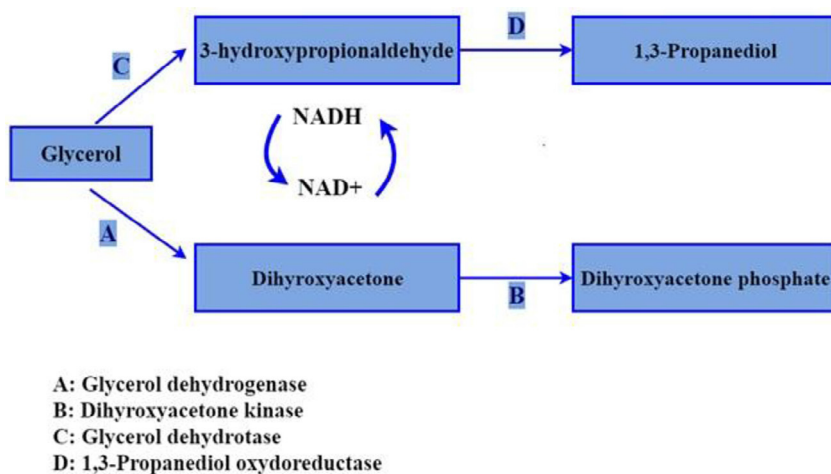 D
3-hydroxypropionaldehyde
1,3-Propanediol
C
NADH
Glycerol
NAD+
A
Dihyroxyacetone
Dihyroxyacetone phosphate
B
A: Glycerol dehydrogenase
B: Dihyroxyacetone kinase
C: Glycerol dehydrotase
D: 1,3-Propanediol oxydoreductase